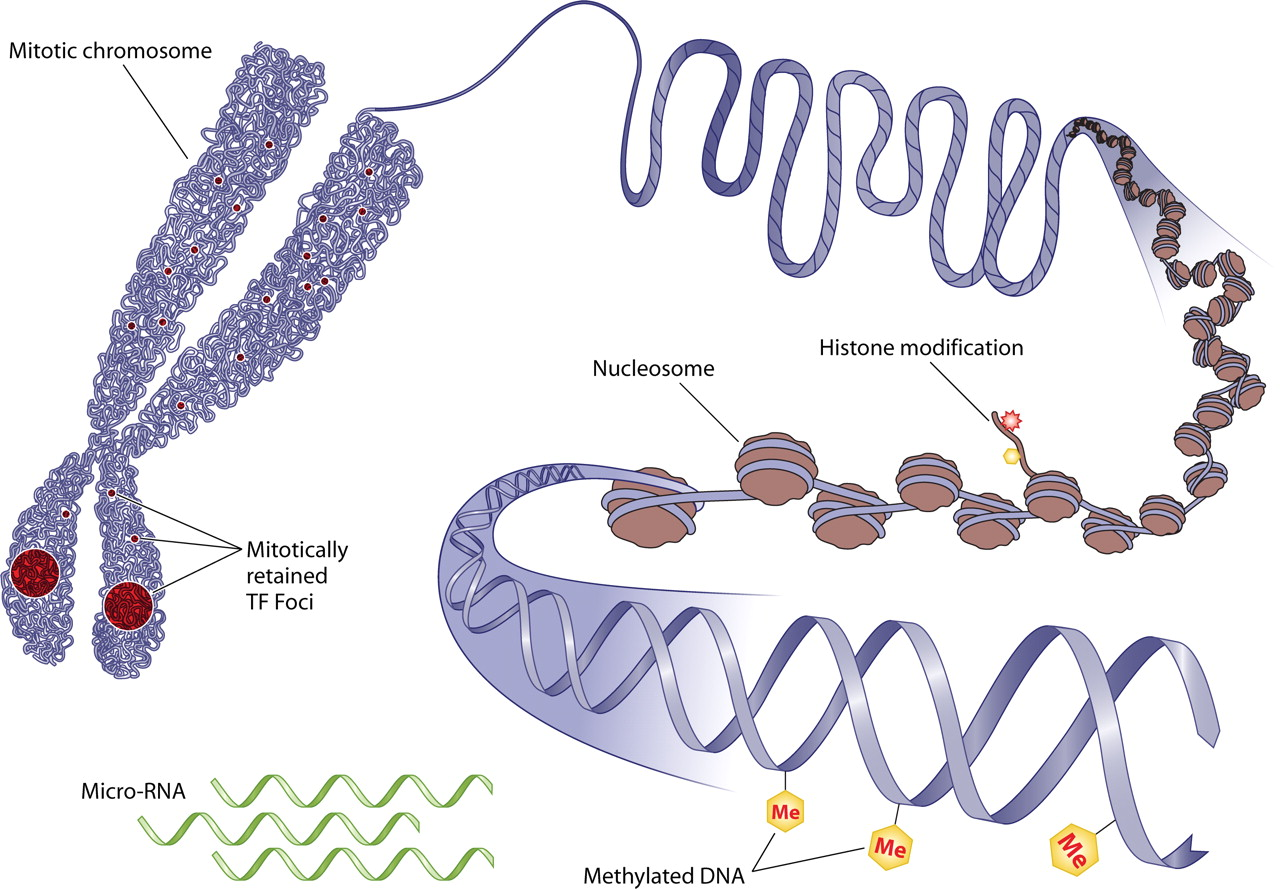 Mitotic chromosome
Histone modification
Nucleosome
Mitotically
retained
TF Foci
Micro-RNA
Me
Me
Me
Methylated DNA